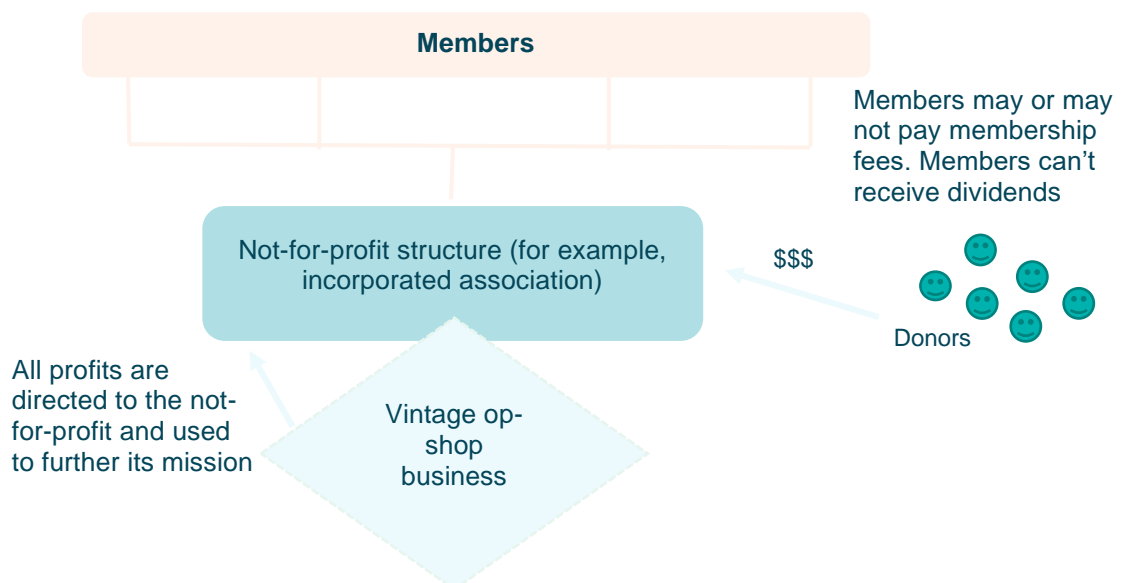 Members
Members may or may
not pay membership
fees. Members can’t
receive dividends
Not-for-profit structure (for example,
incorporated association)
$$$
Donors
All profits are
directed to the not-
for-profit and used
to further its mission
Vintage op-
shop
business